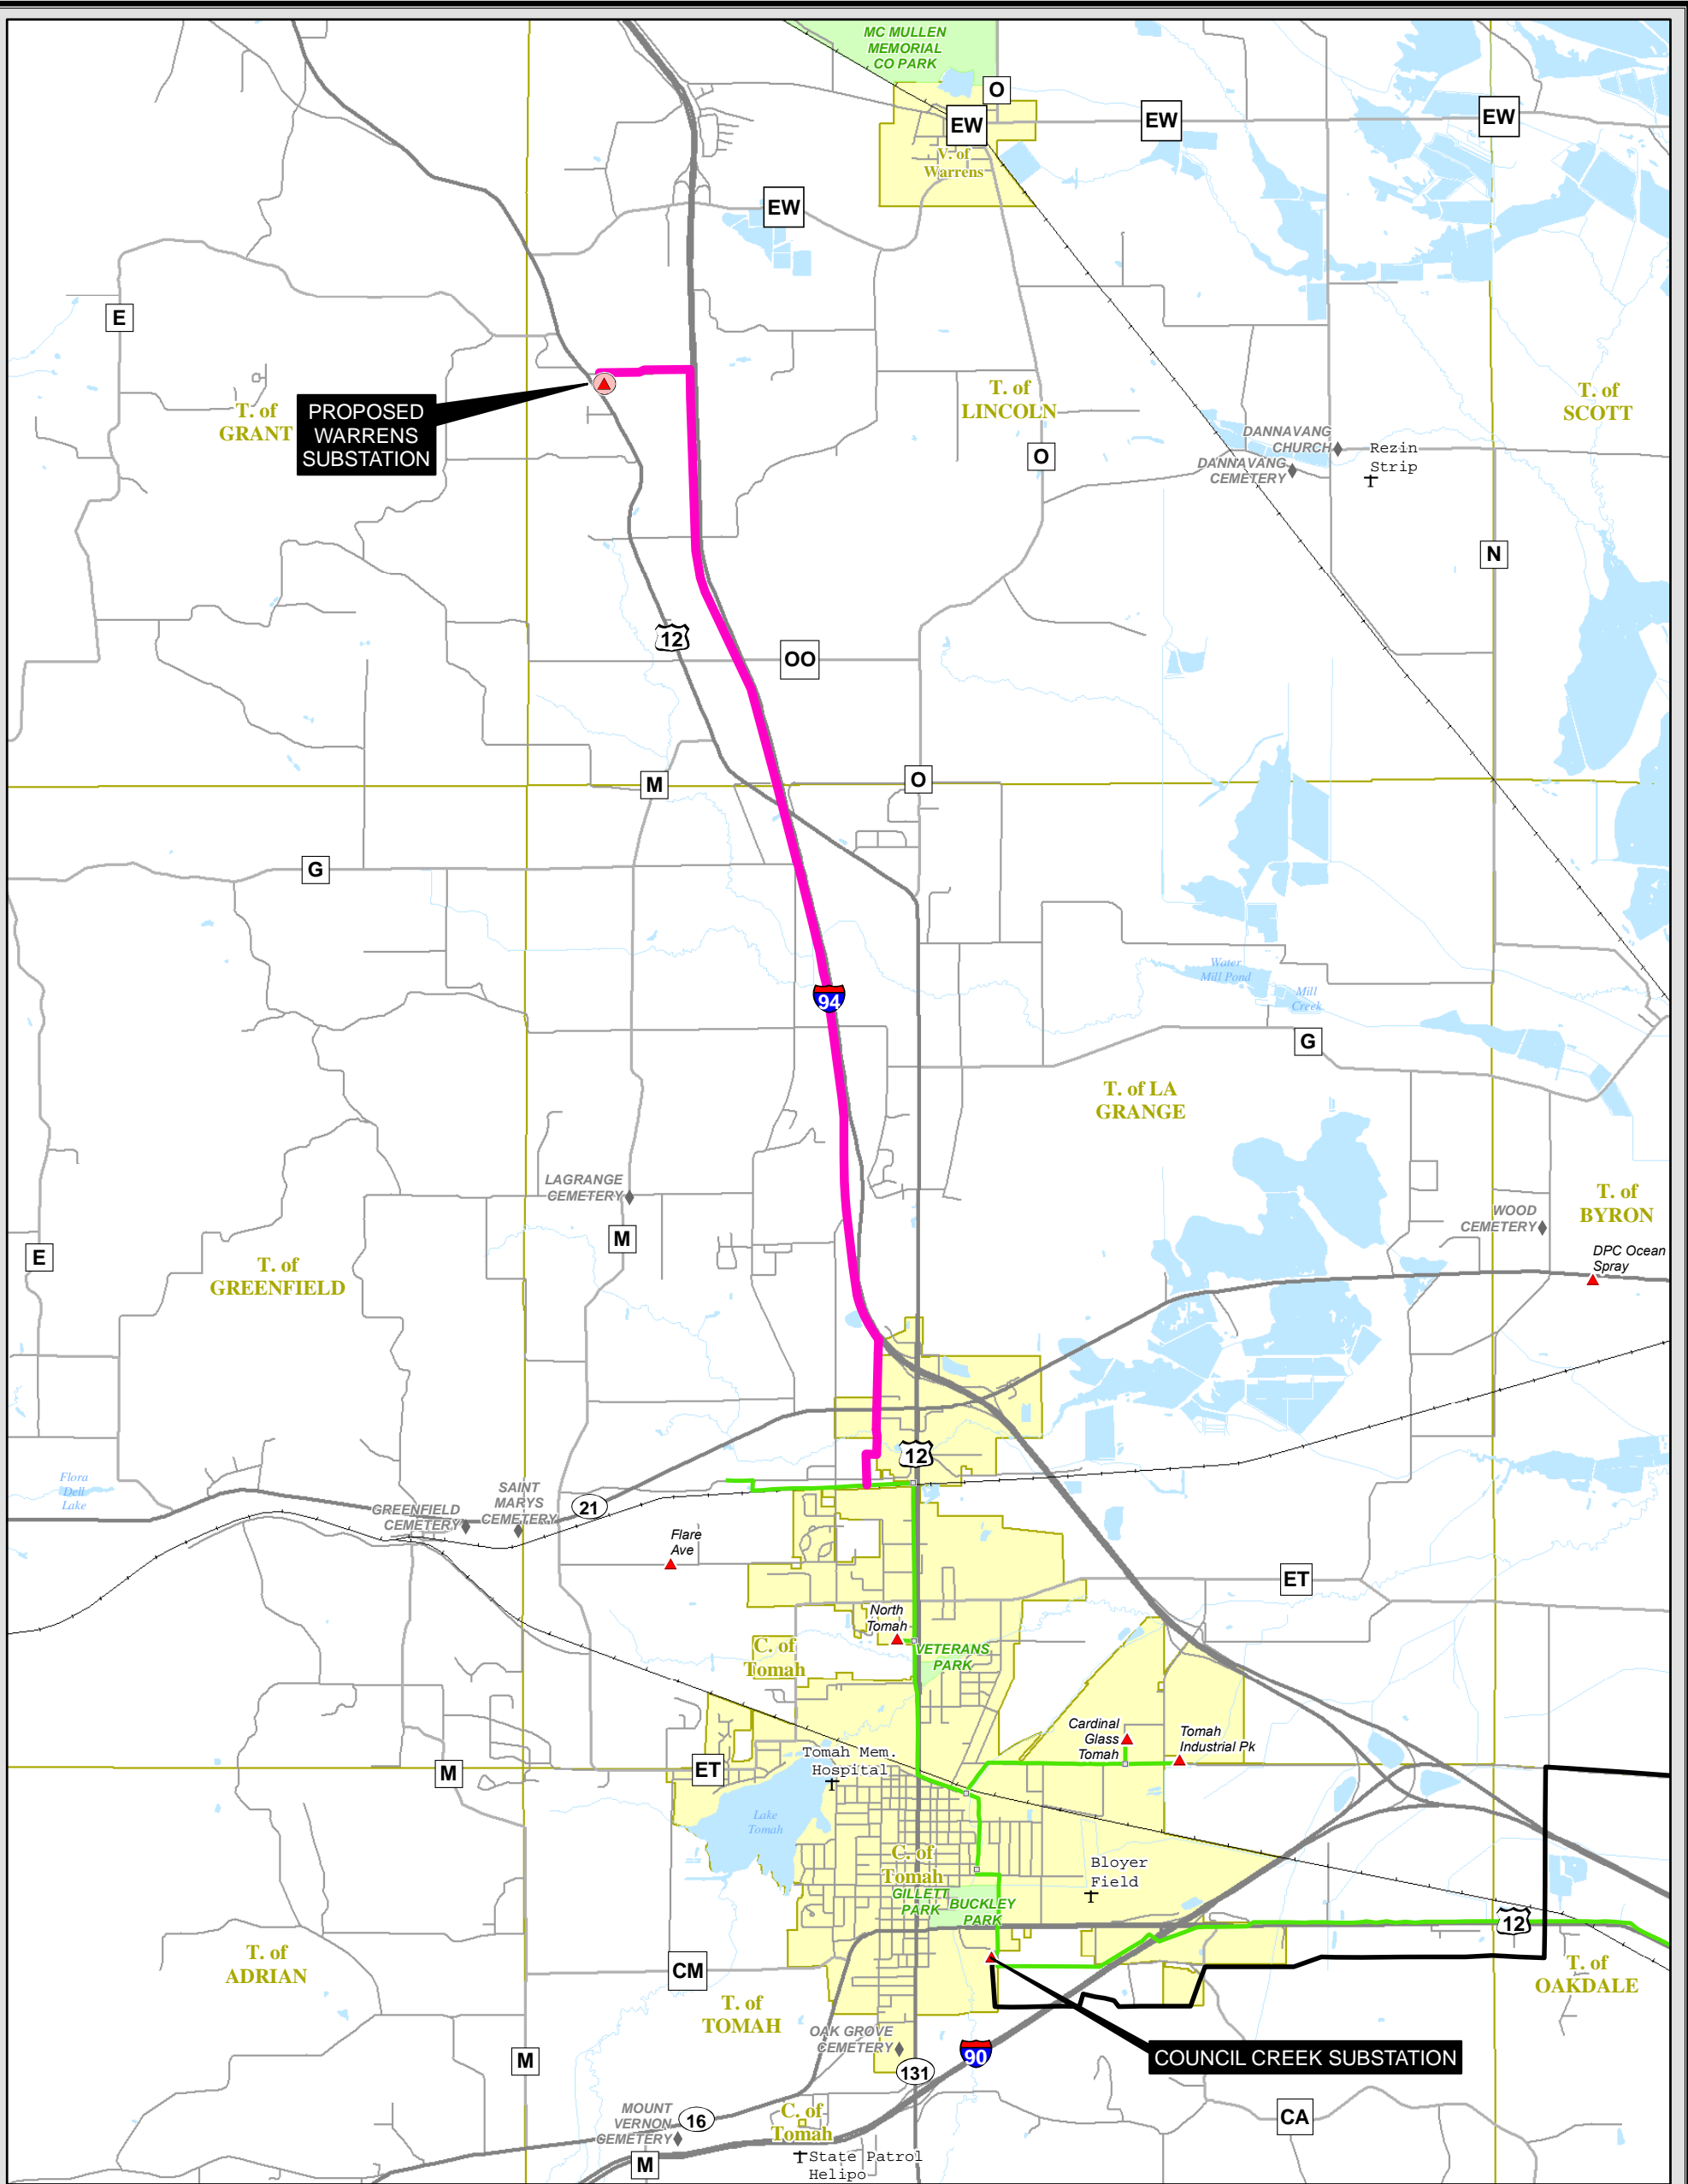 MC MULLEN
MEMORIAL
CO PARK
O
EW
EW
EW
V. of
Warrens
EW
E
T. of
GRANT
PROPOSED
WARRENS
SUBSTATION
T. of
LINCOLN
T. of
SCOTT
DANNAVANG
CHURCH
DANNAVANG
CEMETERY
Rezin
Strip
O
N
12
OO
M
O
G
94
Water
Mill Pond
Mill
Creek
G
T. of LA
GRANGE
LAGRANGE
CEMETERY
M
E
T. of
GREENFIELD
T. of
BYRON
WOOD
CEMETERY
DPC Ocean
Spray
12
Flora
Dell
Lake
GREENFIELD
CEMETERY
SAINT
MARYS
CEMETERY
21
Flare
Ave
ET
North
Tomah
VETERANS
PARK
C. of
Tomah
Cardinal
Glass
Tomah
Tomah
Industrial Pk
M
ET
Tomah Mem.
Hospital
Lake
Tomah
C. of
Tomah
GILLETT
PARK
BUCKLEY
PARK
Bloyer
Field
12
T. of
ADRIAN
CM
T. of
TOMAH
T. of
OAKDALE
OAK GROVE
CEMETERY
M
90
131
COUNCIL CREEK SUBSTATION
MOUNT
VERNON
CEMETERY
16
C. of
Tomah
CA
M
State Patrol
Helipo